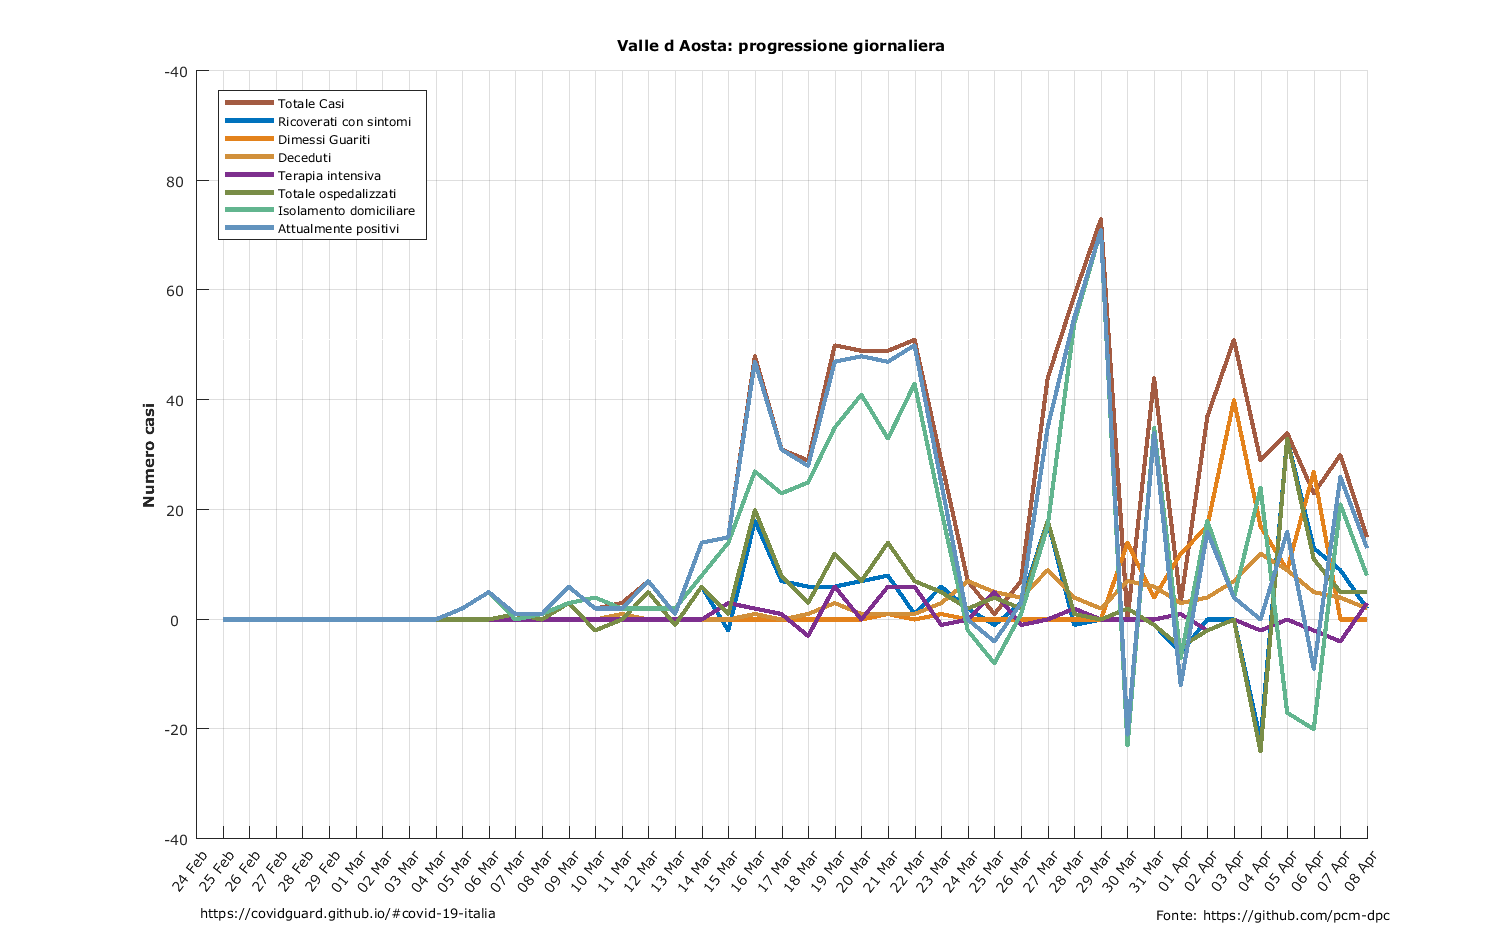 Valle d Aosta: progressione giornaliera
-40
80
60
40
20
0
-20
-40
Numero casi
Totale Casi
Ricoverati con sintomi
Dimessi Guariti
Deceduti
Terapia intensiva
Totale ospedalizzati
Isolamento domiciliare
Attualmente positivi
24 Feb
25 Feb
26 Feb
27 Feb
28 Feb
29 Feb
01 Mar
02 Mar
03 Mar
04 Mar
05 Mar
06 Mar
07 Mar
08 Mar
09 Mar
10 Mar
11 Mar
12 Mar
13 Mar
14 Mar
15 Mar
16 Mar
17 Mar
18 Mar
19 Mar
20 Mar
21 Mar
22 Mar
23 Mar
24 Mar
25 Mar
26 Mar
27 Mar
28 Mar
29 Mar
30 Mar
31 Mar
01 Apr
02 Apr
03 Apr
04 Apr
05 Apr
06 Apr
07 Apr
08 Apr
https://covidguard.github.io/#covid-19-italia
Fonte: https://github.com/pcm-dpc